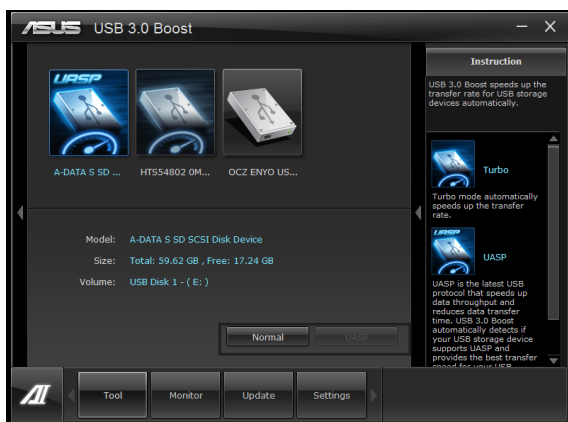 ASUS USB 3.0 Boost
Instruction
USB 3.0 Boost speeds up the
transfer rate for USB storage
devices automatically.
UASP
A-DATA S SD ...
HTS54802 0M...
OCZ ENYO US...
Turbo
Turbo mode automatically
speeds up the transfer
rate.
UASP
UASP
UASP is the latest USB
protocol that speeds up
data throughput and
reduces data transfer
time. USB 3.0 Boost
automatically detects if
your USB storage device
supports UASP and
provides the best transfer
speed for your USB
Model: A-DATA S SD SCSI Disk Device
Size: Total: 59.62 GB , Free: 17.24 GB
Volume: USB Disk 1 - ( E: )
Normal
UASP
AI
Tool
Monitor
Update
Settings